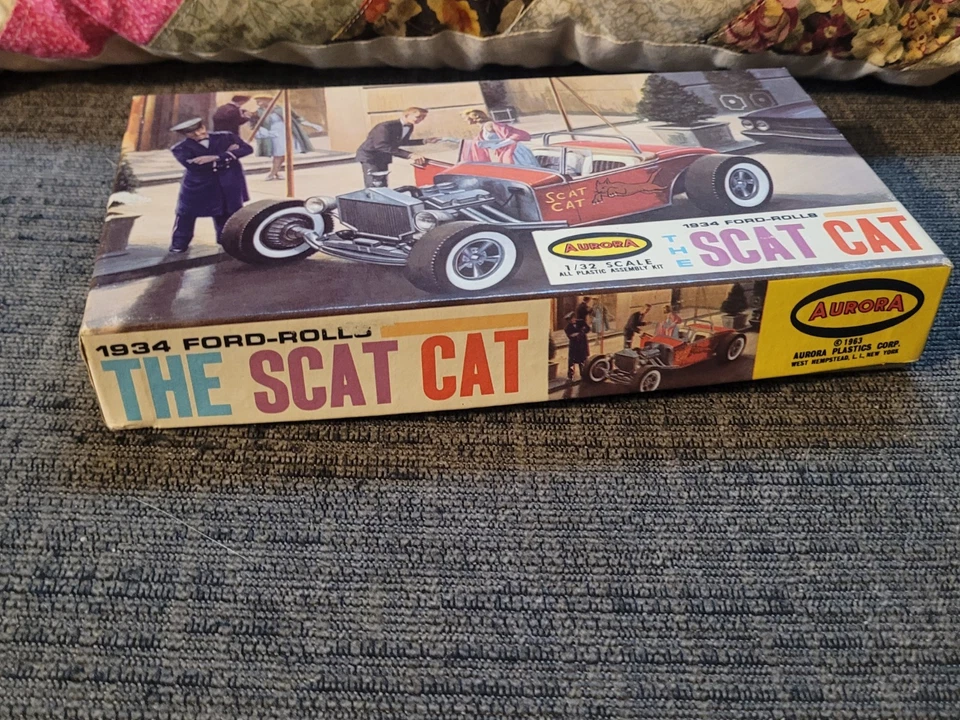 SCAT
CAT
AURORA
1/32 SCALE
ALL PLASTIC ASSEMBLY KIT
1934 FORD-ROLLS
THE SCAT CAT
1934 FORD-ROLLS
THE SCAT CAT
AURORA
© 1963
AURORA PLASTICS CORP.
WEST HEMPSTEAD, L. I., NEW YORK